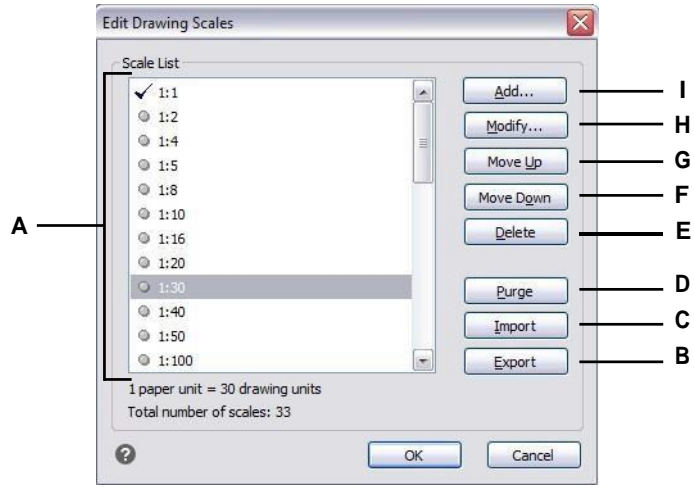 Edit Drawing Scales
Scale List
1:1
1:2
1:4
1:5
1:8
1:10
1:16
1:20
1:30
1:40
1:50
1:100
1 paper unit = 30 drawing units
Total number of scales: 33
Add...
Modify...
Move Up
Move Down
Delete
Purge
Import
Export
OK
Cancel
A
I
H
G
F
E
D
C
B